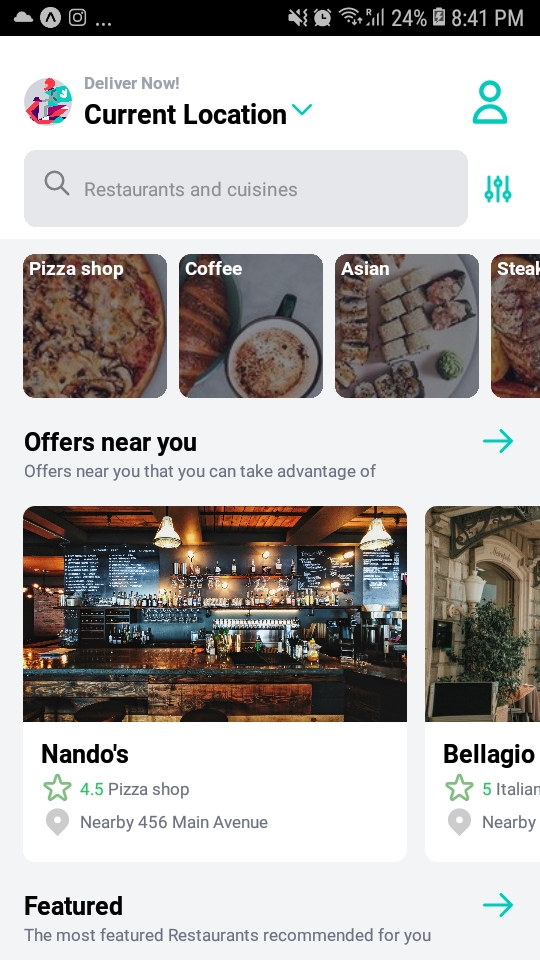 ... 24% 8:41 PM
Deliver Now!
Current Location
Restaurants and cuisines
Pizza shop
Coffee
Asian
Steak
Offers near you
Offers near you that you can take advantage of
Nando's
4.5 Pizza shop
Nearby 456 Main Avenue
Bellagio
5 Italian
Nearby
Featured
The most featured Restaurants recommended for you